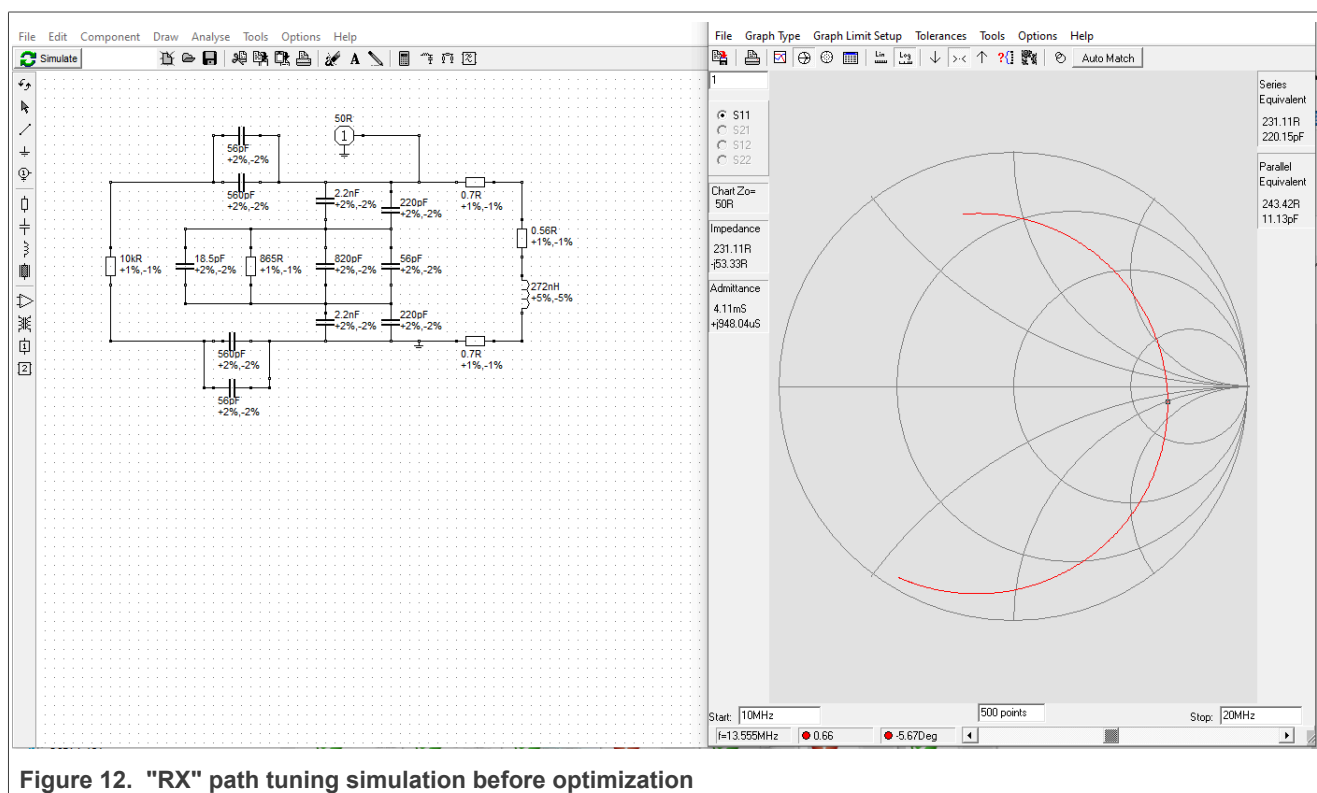 File Edit Component Draw Analyse Tools Options Help
Simulate
A
1
2
50R
1
56pF
+2%,-2%
560pF
+2%,-2%
2.2nF
+2%,-2%
220pF
+2%,-2%
0.7R
+1%,-1%
0.56R
+1%,-1%
10kR
+1%,-1%
18.5pF
+2%,-2%
865R
+1%,-1%
820pF
+2%,-2%
56pF
+2%,-2%
272nH
+5%,-5%
2.2nF
+2%,-2%
220pF
+2%,-2%
560pF
+2%,-2%
0.7R
+1%,-1%
56pF
+2%,-2%
File Graph Type Graph Limit Setup Tolerances Tools Options Help
Lin Log Auto Match
1
S11
S21
S12
S22
Chart Zo=
50R
Impedance
231.11R
-j53.33R
Admittance
4.11mS
+j948.04uS
Series
Equivalent
231.11R
220.15pF
Parallel
Equivalent
243.42R
11.13pF
Start: 10MHz 500 points Stop: 20MHz
f=13.555MHz 0.66 -5.67Deg
Figure 12. "RX" path tuning simulation before optimization